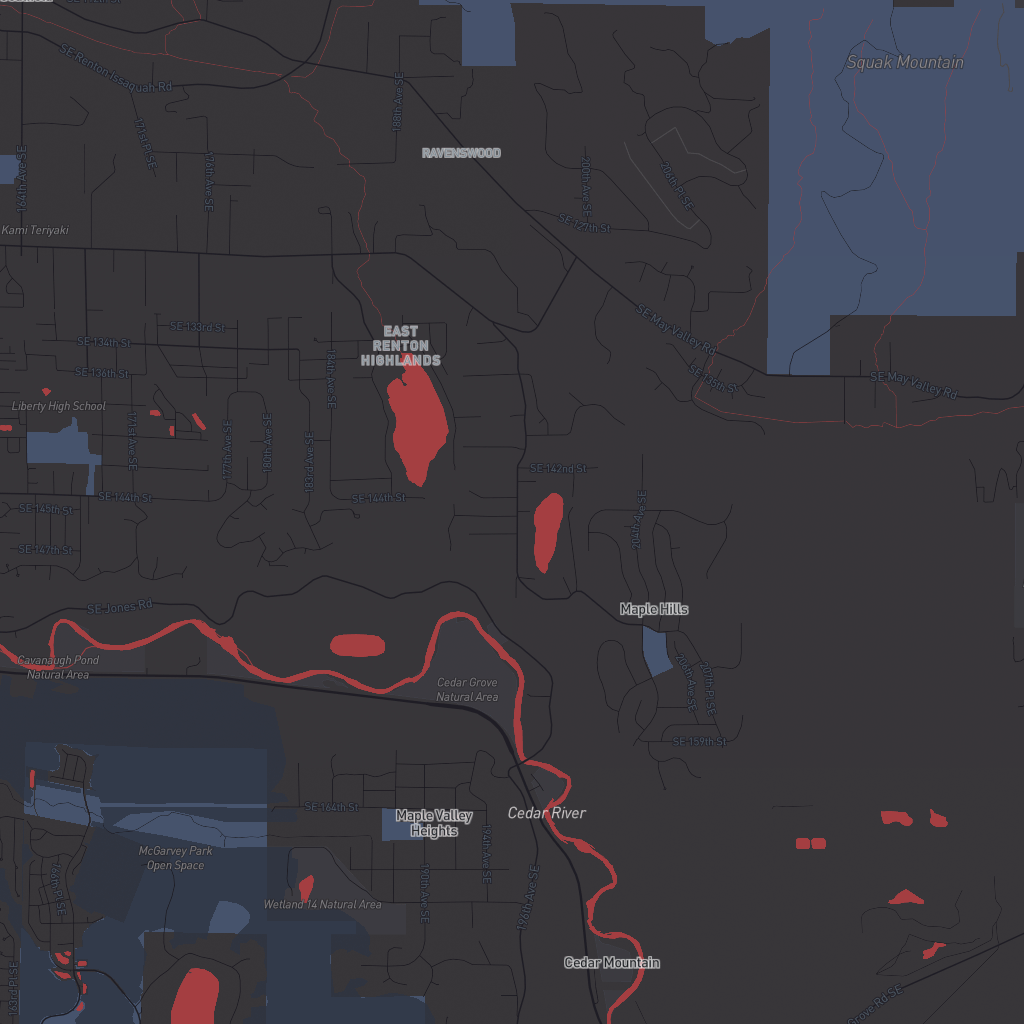 SE Renton Issaquah Rd
188th Ave SE
Squak Mountain
171st Pl SE
164th Ave SE
RAVENSWOOD
176th Ave SE
200th Ave SE
SE 127th St
Kami Teriyaki
SE 133rd St
SE May Valley Rd
EAST
RENTON
HIGHLANDS
SE 134th St
SE 136th St
184th Ave SE
SE 135th St
SE May Valley Rd
Liberty High School
171st Ave SE
177th Ave SE
180th Ave SE
183rd Ave SE
SE 142nd St
SE 144th St
SE 144th St
SE 145th St
204th Ave SE
SE 147th St
SE Jones Rd
Maple Hills
Cavanaugh Pond
Natural Area
Cedar Grove
Natural Area
206th Ave SE
207th Pl SE
SE 159th St
SE 164th St
Maple Valley
Heights
Cedar River
194th Ave SE
McGarvey Park
Open Space
190th Ave SE
196th Ave SE
Wetland 14 Natural Area
Cedar Mountain
163rd Pl SE
Grove Rd SE